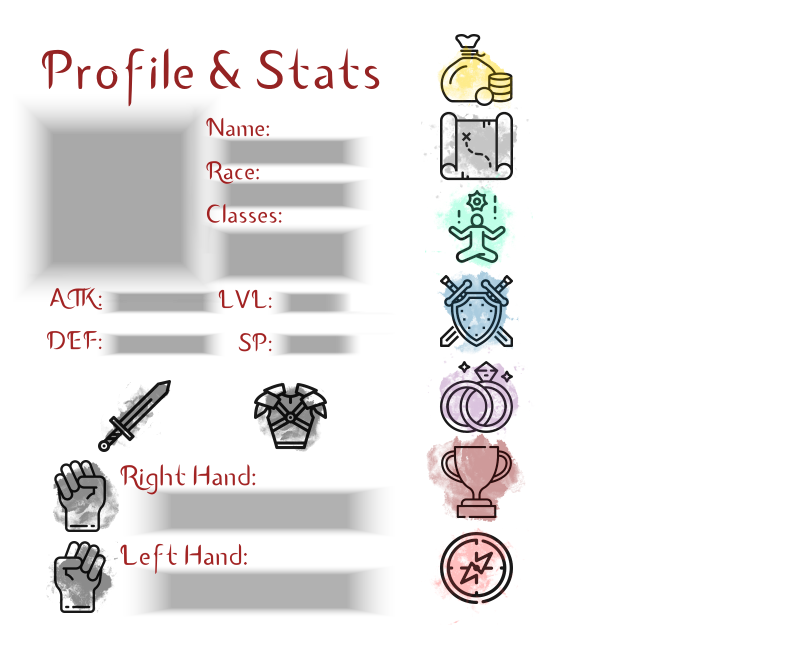 Profile & Stats
Name:
Race:
Classes:
ATK: LVL:
DEF: SP:
Right Hand:
Left Hand: